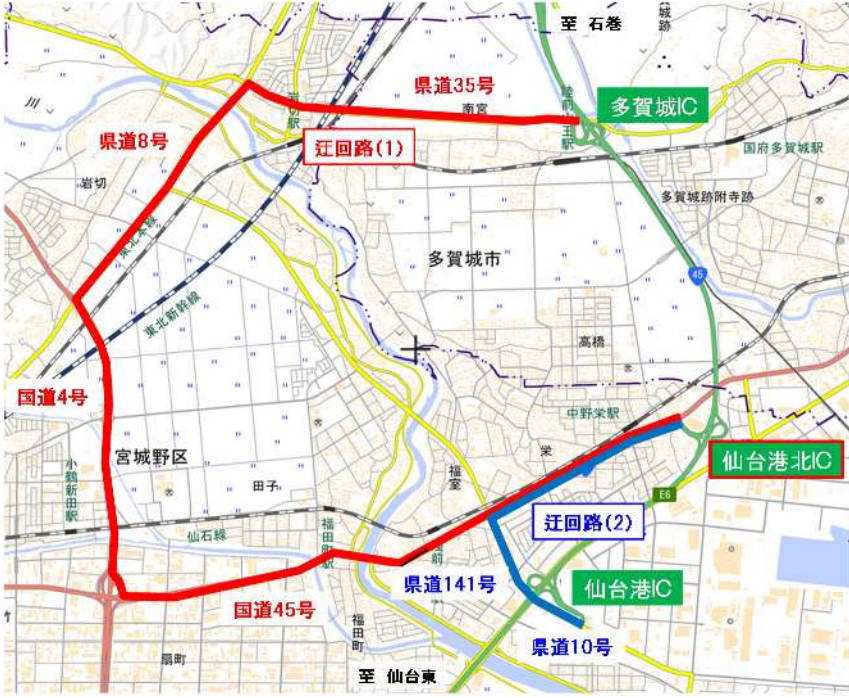 至 石巻
城跡
県道35号
南宮
多賀城IC
岩切駅
川
県道8号
迂回路(1)
国府多賀城駅
岩切
多賀城跡附寺跡
東北本線
多賀城市
45
東北新幹線
高橋
国道4号
中野栄駅
宮城野区
栄
仙台港北IC
小鶴新田駅
田子
福室
E6
迂回路(2)
仙石線
福田町駅
県道141号
仙台港IC
国道45号
福田町
県道10号
扇町
至 仙台東